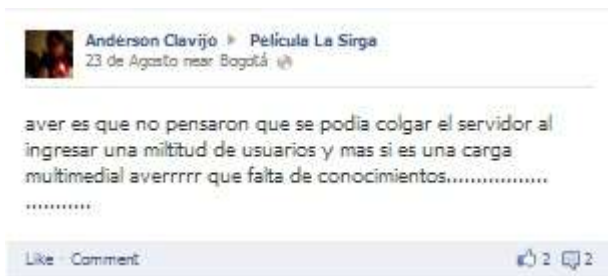 Anderson Clavijo ▸ Película La Sirga
23 de Agosto near Bogotá
aver es que no pensaron que se podia colgar el servidor al
ingresar una miltitud de usuarios y mas si es una carga
multimedial averrrrr que falta de conocimientos.................
...........
Like · Comment 2 2